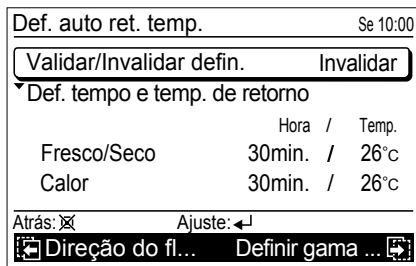 Def. auto ret. temp. Se 10:00
Validar/Invalidar defin. Invalidar
Def. tempo e temp. de retorno
Hora / Temp.
Fresco/Seco 30min. / 26°C
Calor 30min. / 26°C
Atrás: Ajuste:
Direção do fl... Definir gama ...